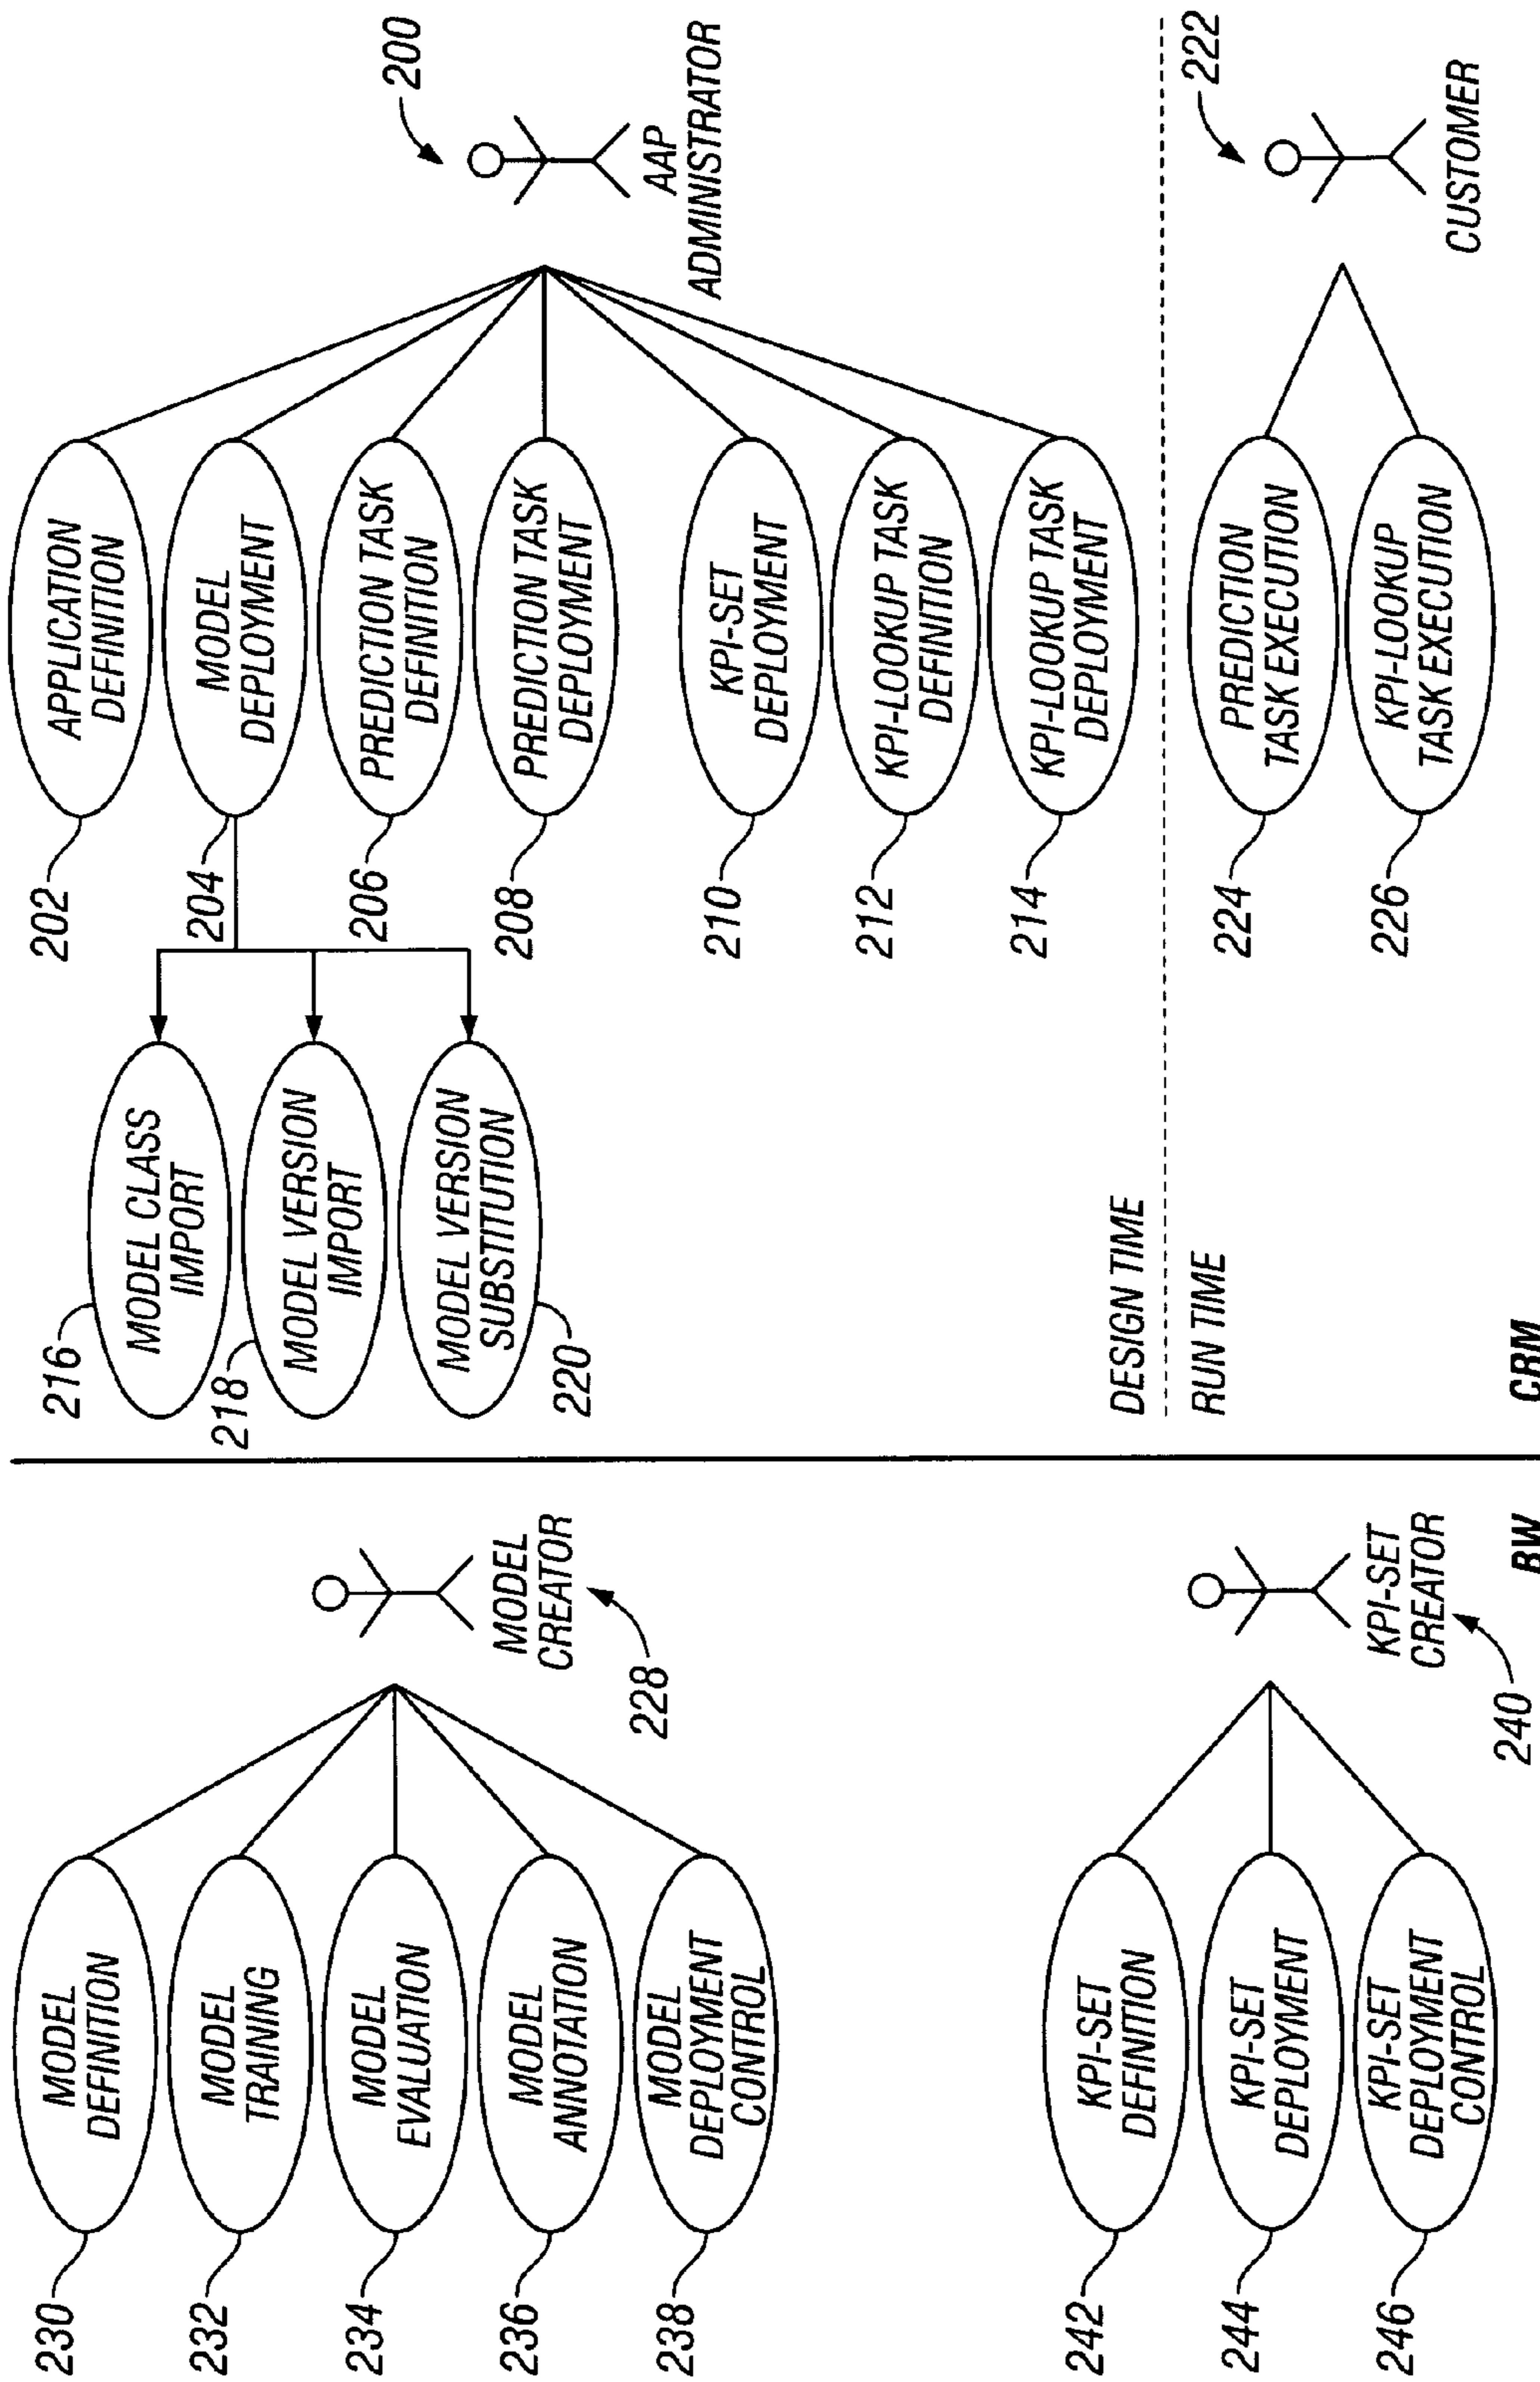 230
MODEL
DEFINITION
232
MODEL
TRAINING
234
MODEL
EVALUATION
236
MODEL
ANNOTATION
238
MODEL
DEPLOYMENT
CONTROL
MODEL
CREATOR
228
242
KPI-SET
DEFINITION
244
KPI-SET
DEPLOYMENT
246
KPI-SET
DEPLOYMENT
CONTROL
KPI-SET
CREATOR
240
BW
216
MODEL CLASS
IMPORT
218
MODEL VERSION
IMPORT
220
MODEL VERSION
SUBSTITUTION
202
APPLICATION
DEFINITION
204
MODEL
DEPLOYMENT
206
PREDICTION TASK
DEFINITION
208
PREDICTION TASK
DEPLOYMENT
210
KPI-SET
DEPLOYMENT
212
KPI-LOOKUP TASK
DEFINITION
214
KPI-LOOKUP TASK
DEPLOYMENT
200
AAP
ADMINISTRATOR
DESIGN TIME
RUN TIME
224
PREDICTION
TASK EXECUTION
226
KPI-LOOKUP
TASK EXECUTION
222
CUSTOMER
CRM